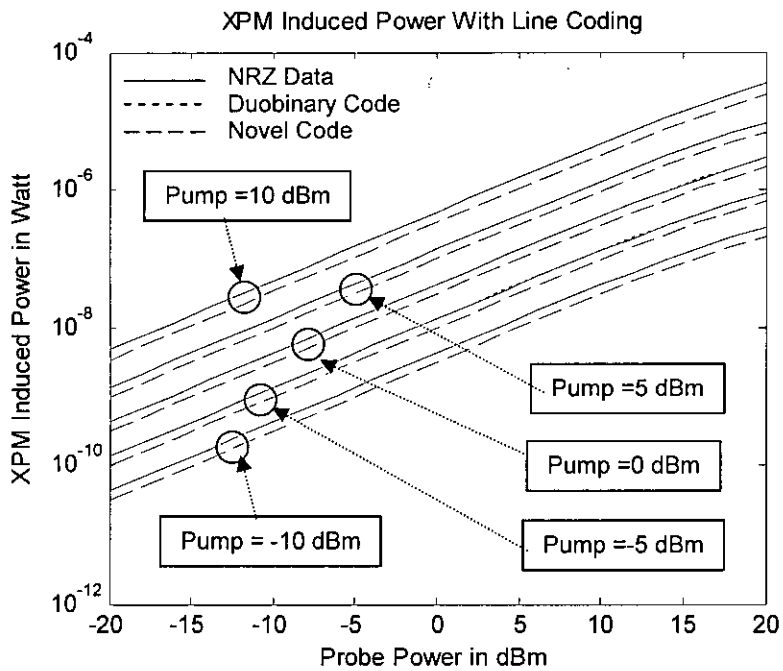 XPM Induced Power With Line Coding
10^-4
NRZ Data
Duobinary Code
Novel Code
10^-6
Pump =10 dBm
10^-8
Pump =5 dBm
10^-10
Pump =0 dBm
Pump = -10 dBm
Pump =-5 dBm
10^-12
XPM Induced Power in Watt
-20 -15 -10 -5 0 5 10 15 20
Probe Power in dBm